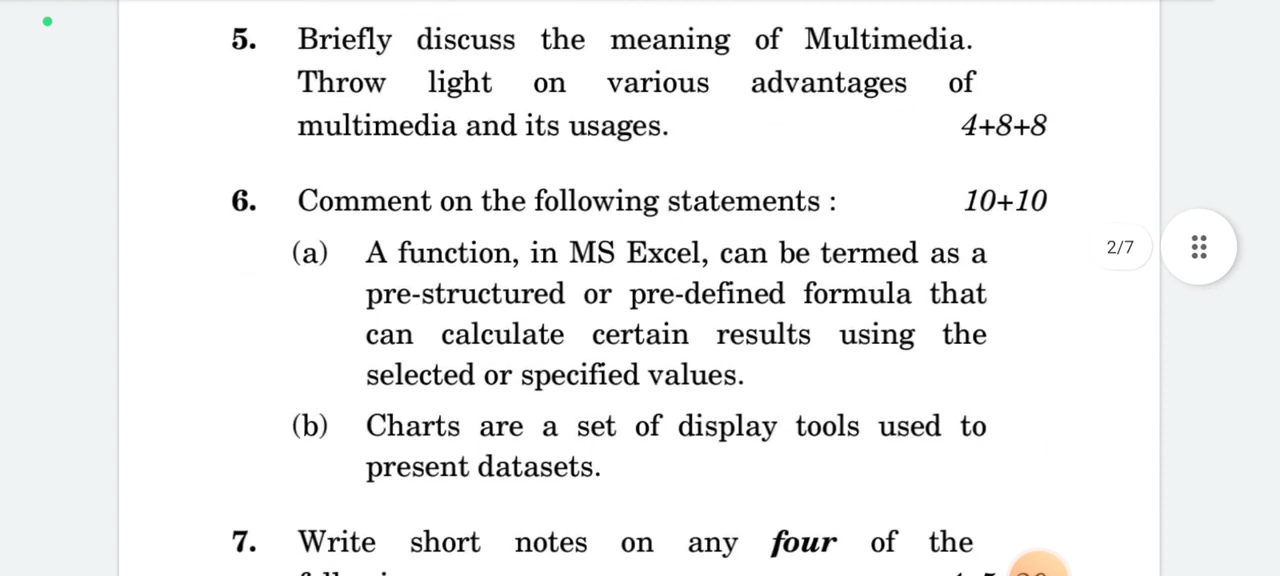 5. Briefly discuss the meaning of Multimedia.
Throw light on various advantages of
multimedia and its usages. 4+8+8
6. Comment on the following statements : 10+10
(a) A function, in MS Excel, can be termed as a
pre-structured or pre-defined formula that
can calculate certain results using the
selected or specified values.
2/7
(b) Charts are a set of display tools used to
present datasets.
7. Write short notes on any four of the